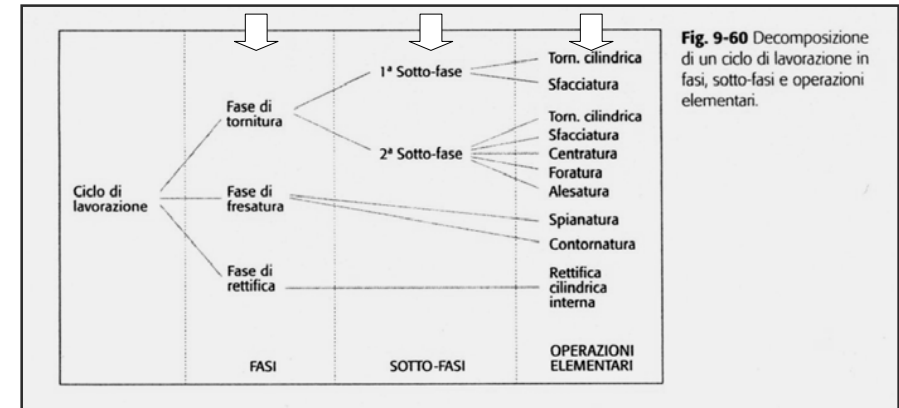 Fig. 9-60 Decomposizione
di un ciclo di lavorazione in
fasi, sotto-fasi e operazioni
elementari.
Ciclo di
lavorazione
Fase di
tornitura
Fase di
fresatura
Fase di
rettifica
FASI
1ª Sotto-fase
2ª Sotto-fase
SOTTO-FASI
Torn. cilindrica
Sfacciatura
Torn. cilindrica
Sfacciatura
Centratura
Foratura
Alesatura
Spianatura
Contornatura
Rettifica
cilindrica
interna
OPERAZIONI
ELEMENTARI